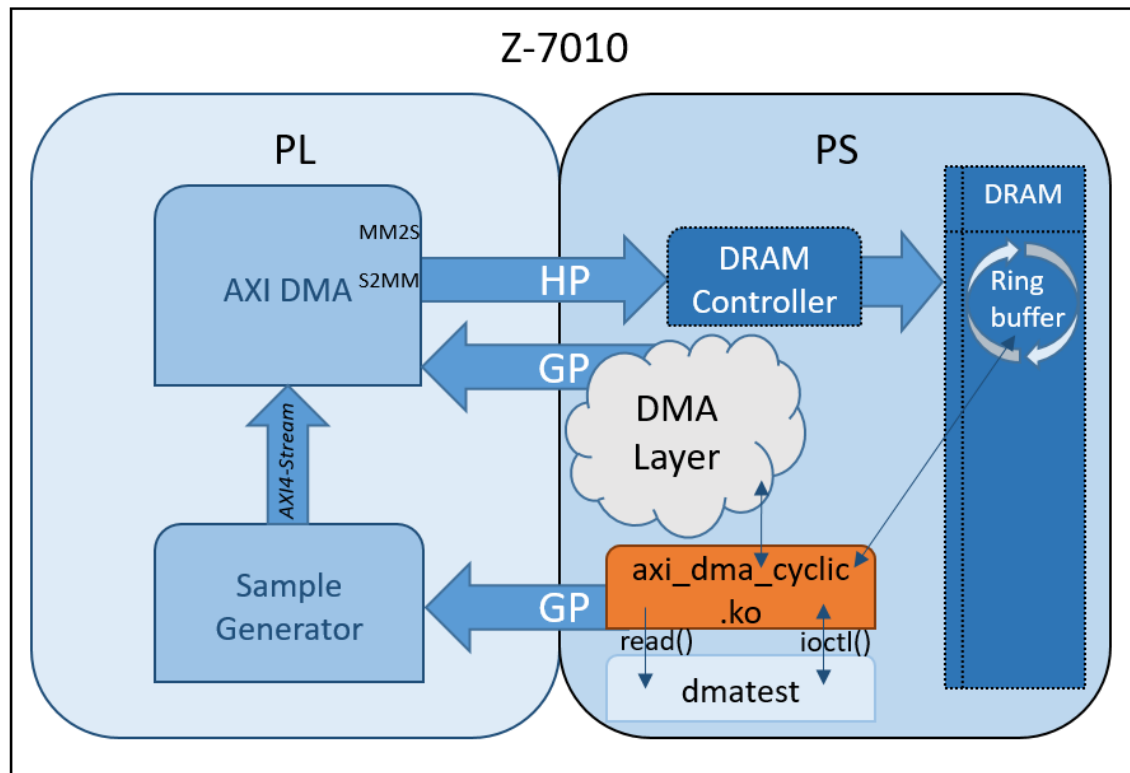 Z-7010
PL
PS
MM2S
S2MM
AXI DMA
HP
DRAM
Controller
DRAM
Ring
buffer
GP
DMA
Layer
AXI4-Stream
Sample
Generator
GP
axi_dma_cyclic
.ko
read()
ioctl()
dmatest